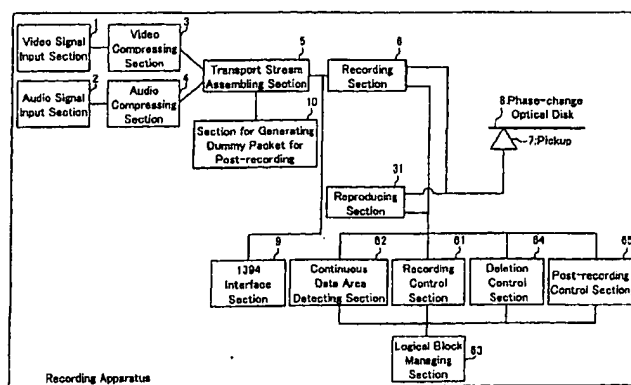 1
Video Signal
Input Section
3
Video
Compressing
Section
2
Audio Signal
Input Section
4
Audio
Compressing
Section
5
Transport Stream
Assembling Section
6
Recording
Section
10
Section for Generating
Dummy Packet for
Post-recording
8:Phase-change
Optical Disk
7:Pickup
31
Reproducing
Section
9
1394
Interface
Section
62
Continuous
Data Area
Detecting Section
61
Recording
Control
Section
64
Deletion
Control
Section
65
Post-recording
Control Section
Logical Block
Managing
Section
63
Recording Apparatus